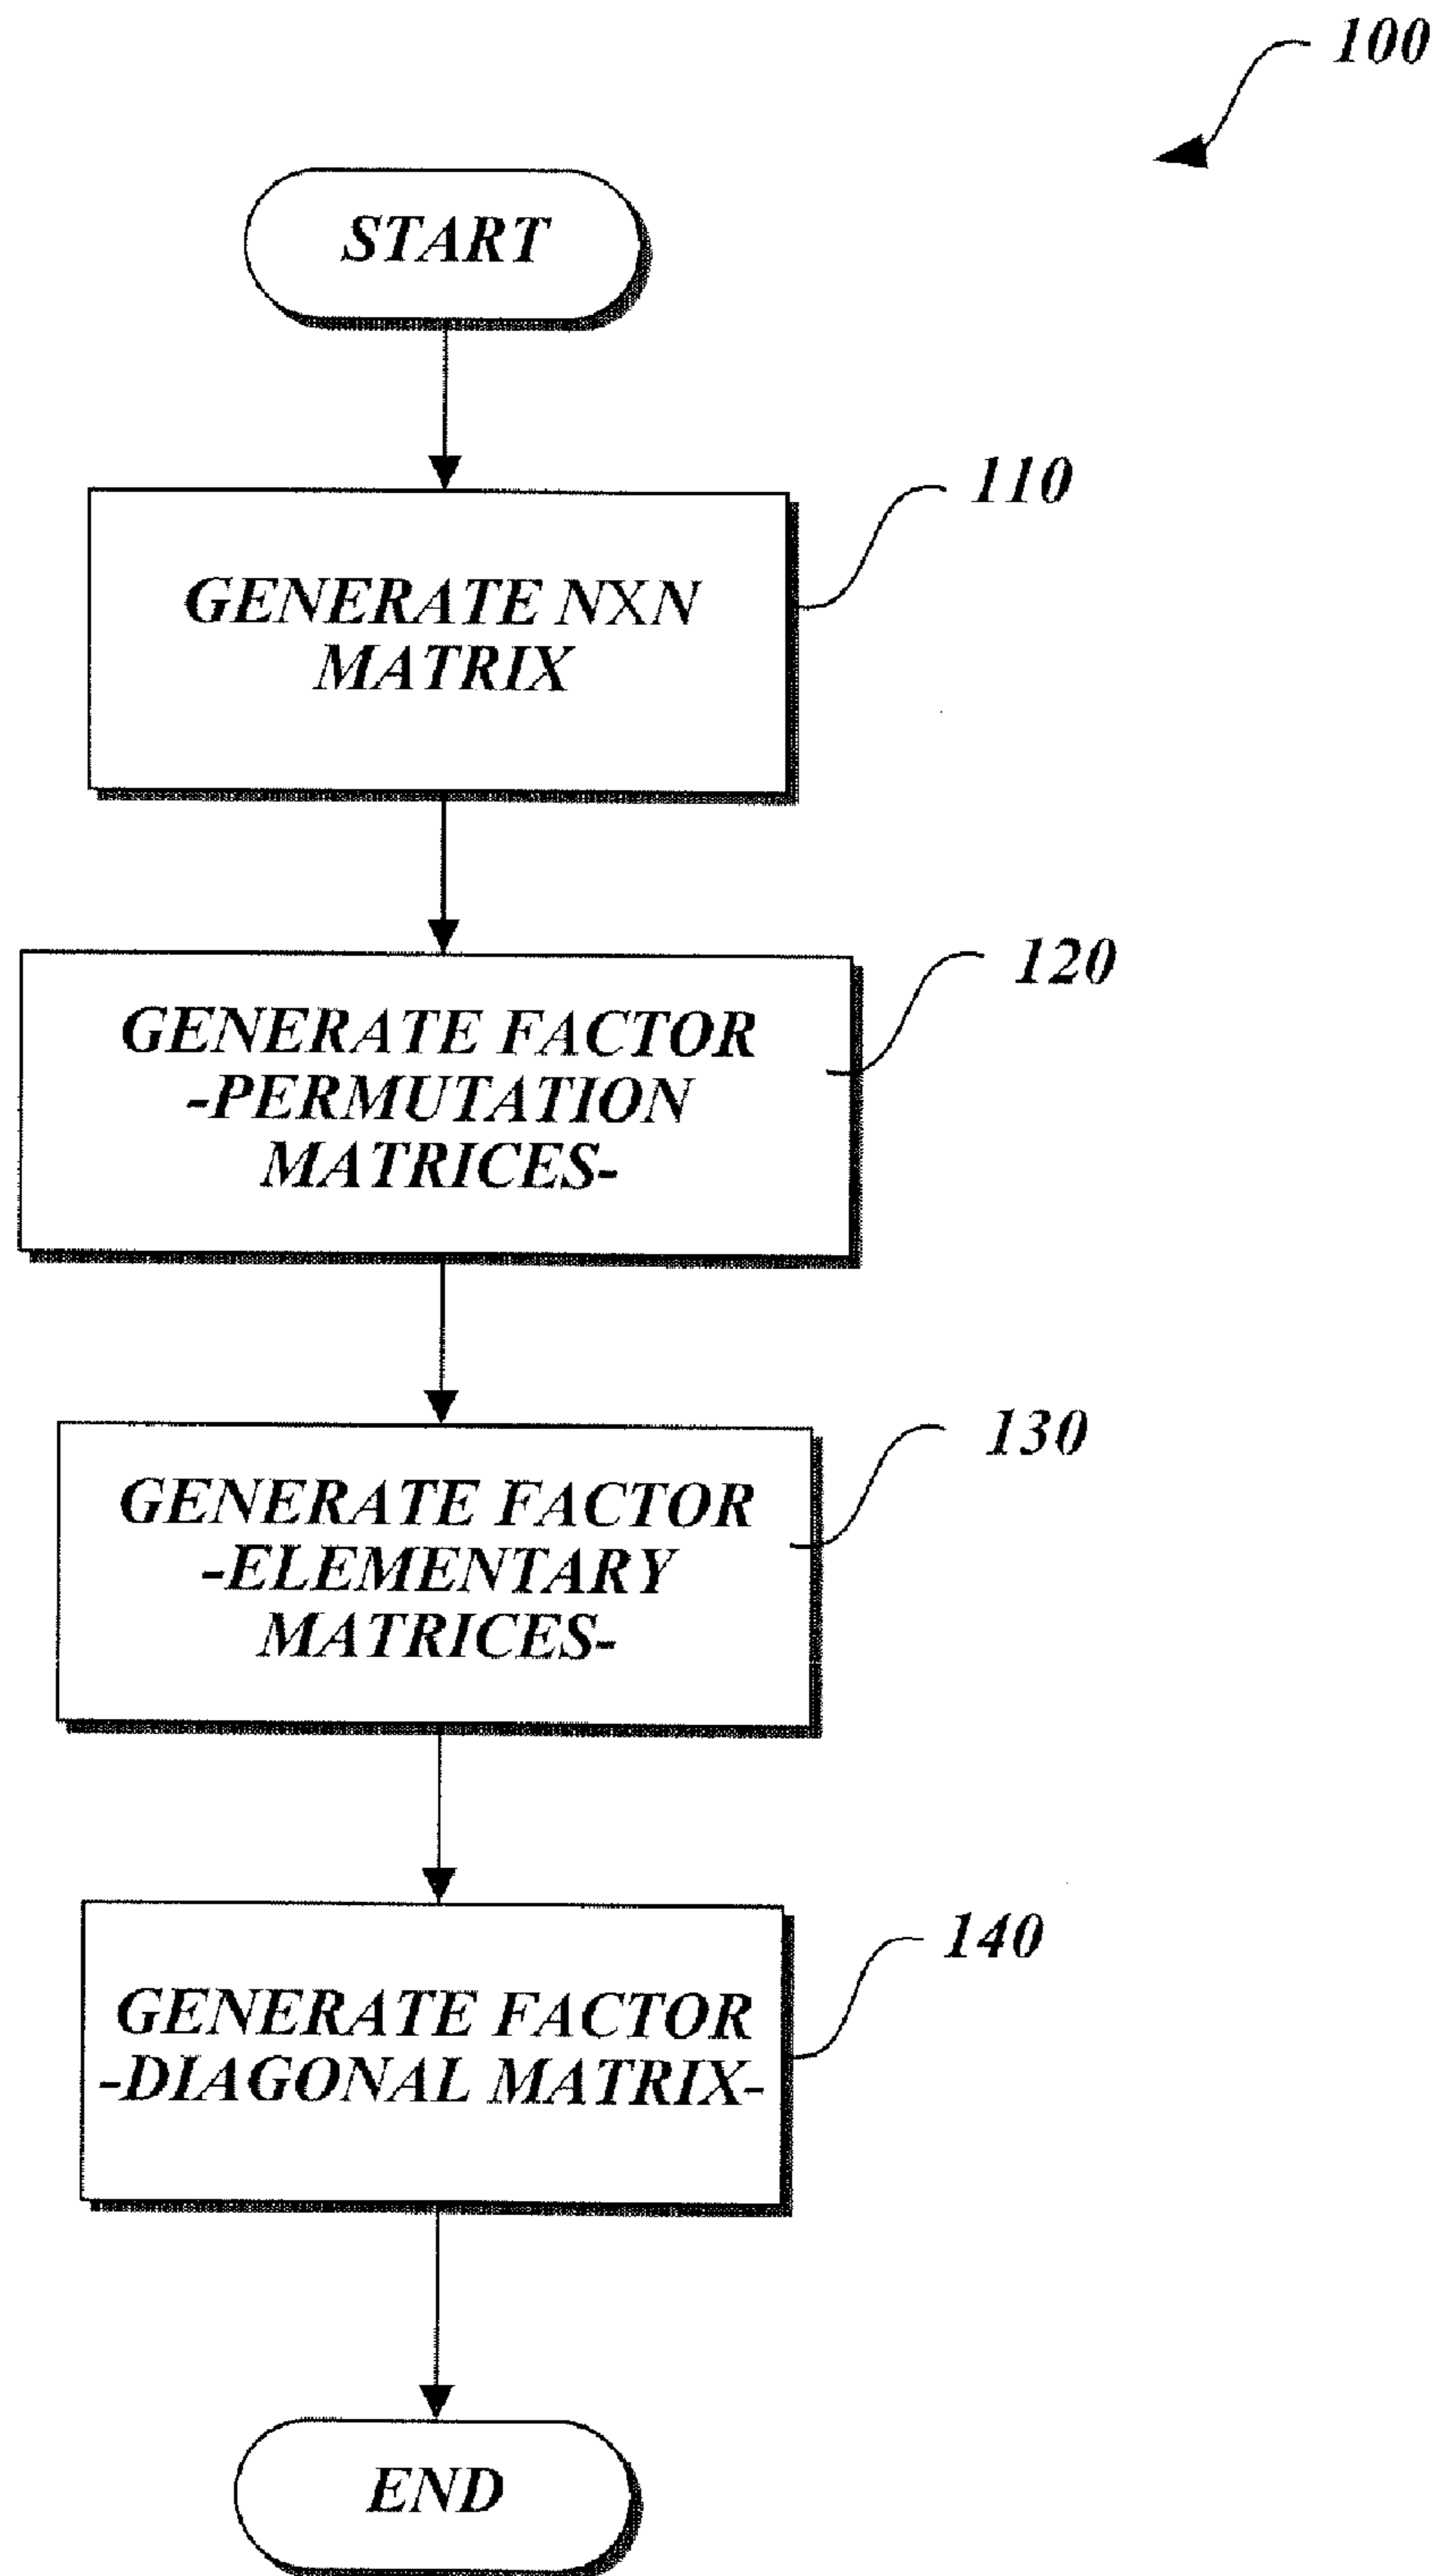 100
START
110
GENERATE NXN
MATRIX
120
GENERATE FACTOR
-PERMUTATION
MATRICES-
130
GENERATE FACTOR
-ELEMENTARY
MATRICES-
140
GENERATE FACTOR
-DIAGONAL MATRIX-
END